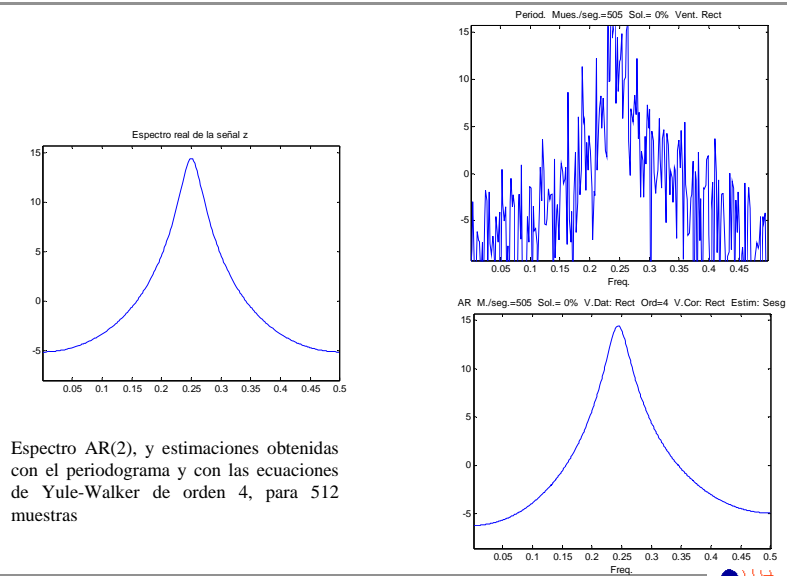 Espectro real de la señal z
15
10
5
0
-5
0.05 0.1 0.15 0.2 0.25 0.3 0.35 0.4 0.45 0.5
Espectro AR(2), y estimaciones obtenidas
con el periodograma y con las ecuaciones
de Yule-Walker de orden 4, para 512
muestras
Period. Mues./seg.=505 Sol.= 0% Vent. Rect
15
10
5
0
-5
0.05 0.1 0.15 0.2 0.25 0.3 0.35 0.4 0.45
Freq.
AR M./seg.=505 Sol.= 0% V.Dat: Rect Ord=4 V.Cor: Rect Estim: Sesg
15
10
5
0
-5
0.05 0.1 0.15 0.2 0.25 0.3 0.35 0.4 0.45 0.5
Freq.